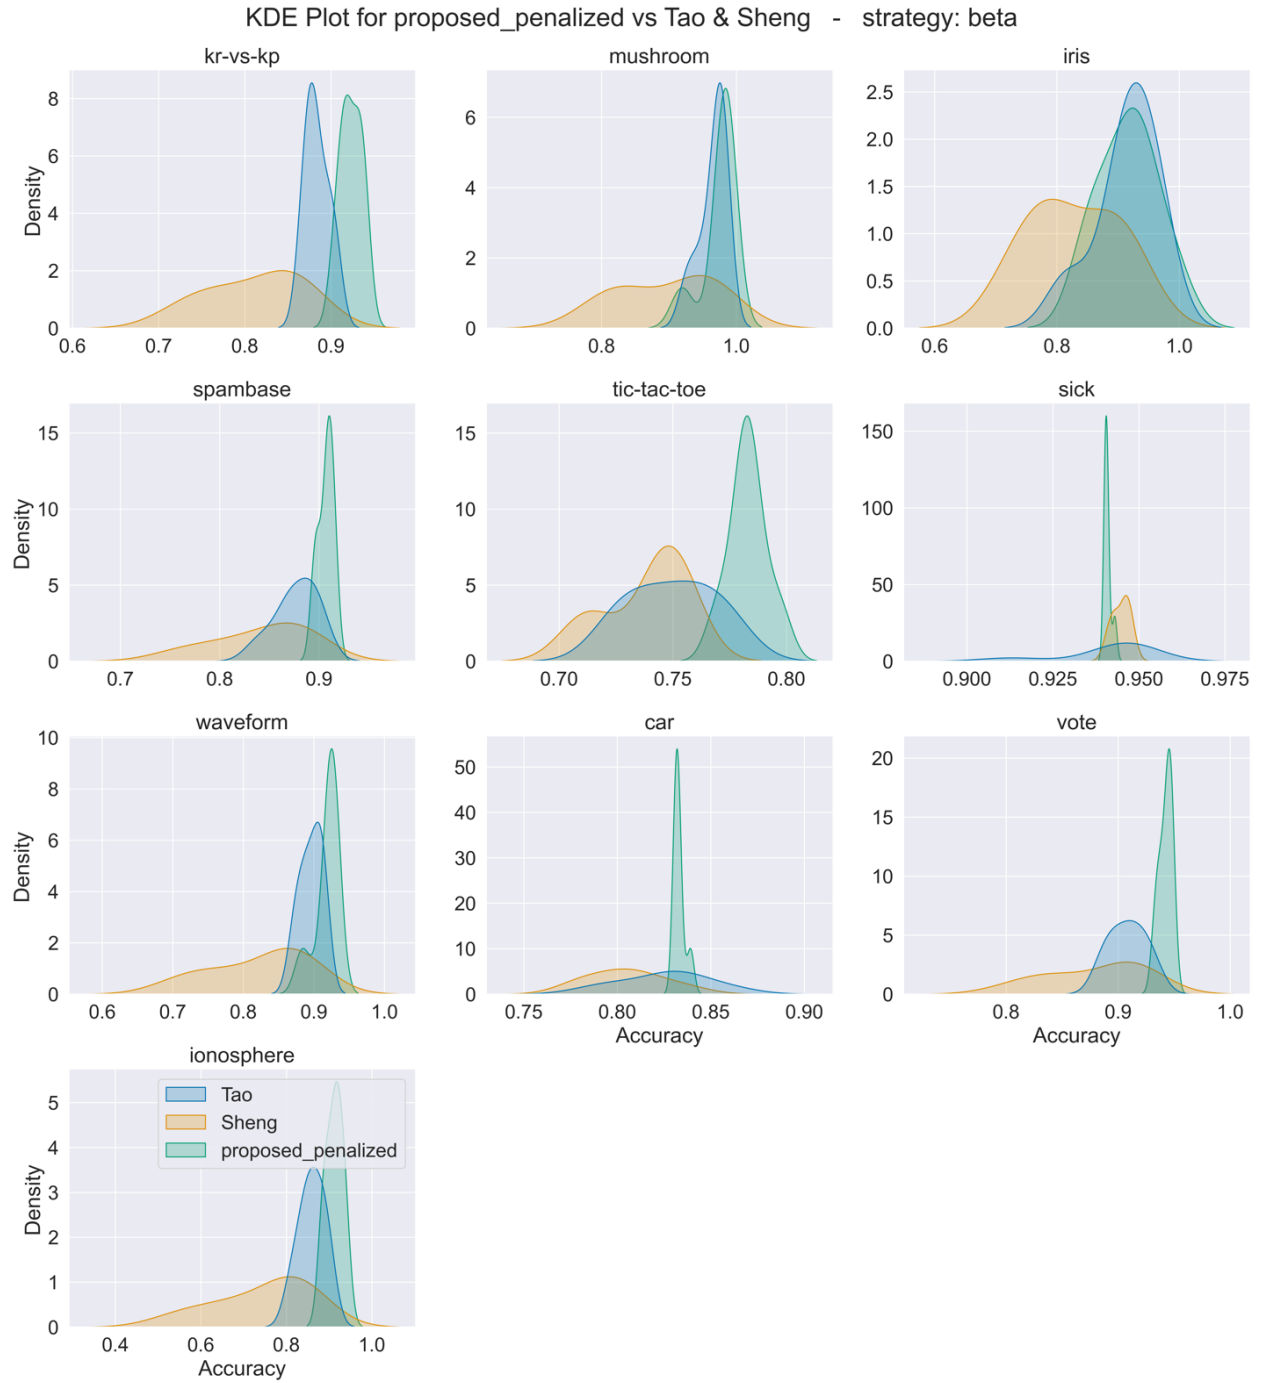 KDE Plot for proposed_penalized vs Tao & Sheng - strategy: beta
kr-vs-kp
mushroom
iris
Density
8
6
4
2
0
0.6 0.7 0.8 0.9
6
4
2
0
0.8 1.0
2.5
2.0
1.5
1.0
0.5
0.0
0.6 0.8 1.0
spambase
tic-tac-toe
sick
Density
15
10
5
0
0.7 0.8 0.9
15
10
5
0
0.70 0.75 0.80
150
100
50
0
0.900 0.925 0.950 0.975
waveform
car
vote
Density
10
8
6
4
2
0
0.6 0.7 0.8 0.9 1.0
50
40
30
20
10
0
0.75 0.80 0.85 0.90
Accuracy
20
15
10
5
0
0.8 0.9 1.0
Accuracy
ionosphere
Density
5
4
3
2
1
0
Tao
Sheng
proposed_penalized
0.4 0.6 0.8 1.0
Accuracy